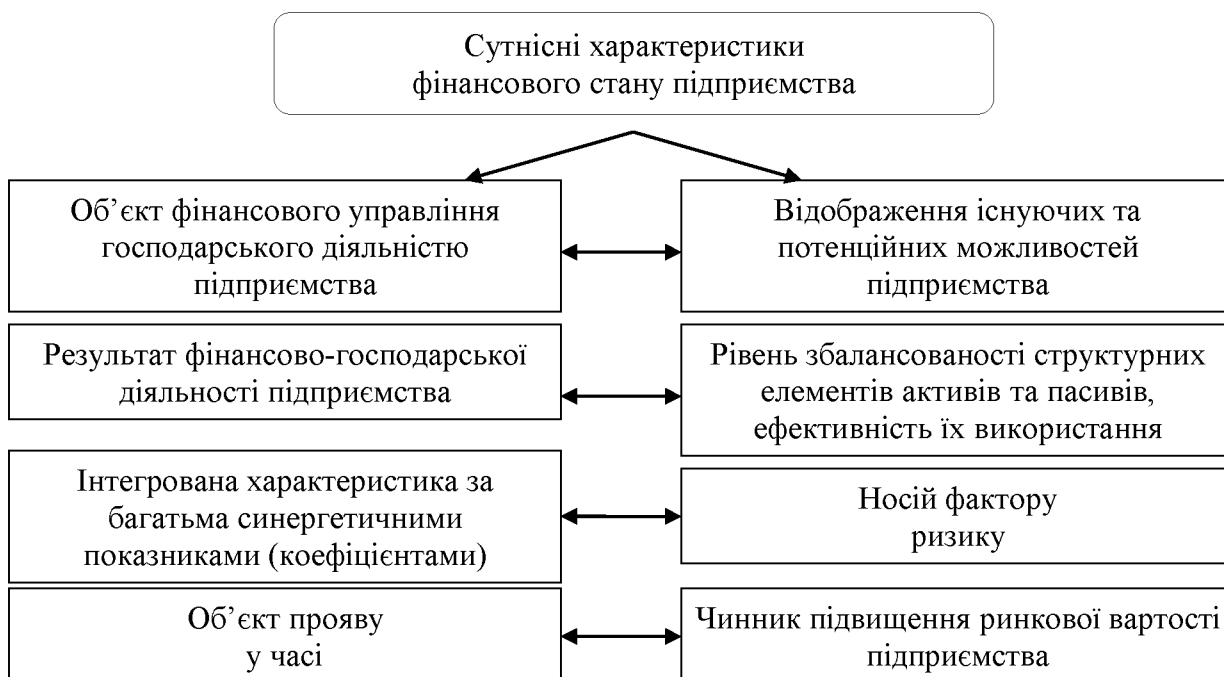 Сутнісні характеристики
фінансового стану підприємства
Об’єкт фінансового управління
господарського діяльністю
підприємства
Відображення існуючих та
потенційних можливостей
підприємства
Результат фінансово-господарської
діяльності підприємства
Рівень збалансованості структурних
елементів активів та пасивів,
ефективність їх використання
Інтегрована характеристика за
багатьма синергетичними
показниками (коефіцієнтами)
Носій фактору
ризику
Об’єкт прояву
у часі
Чинник підвищення ринкової вартості
підприємства